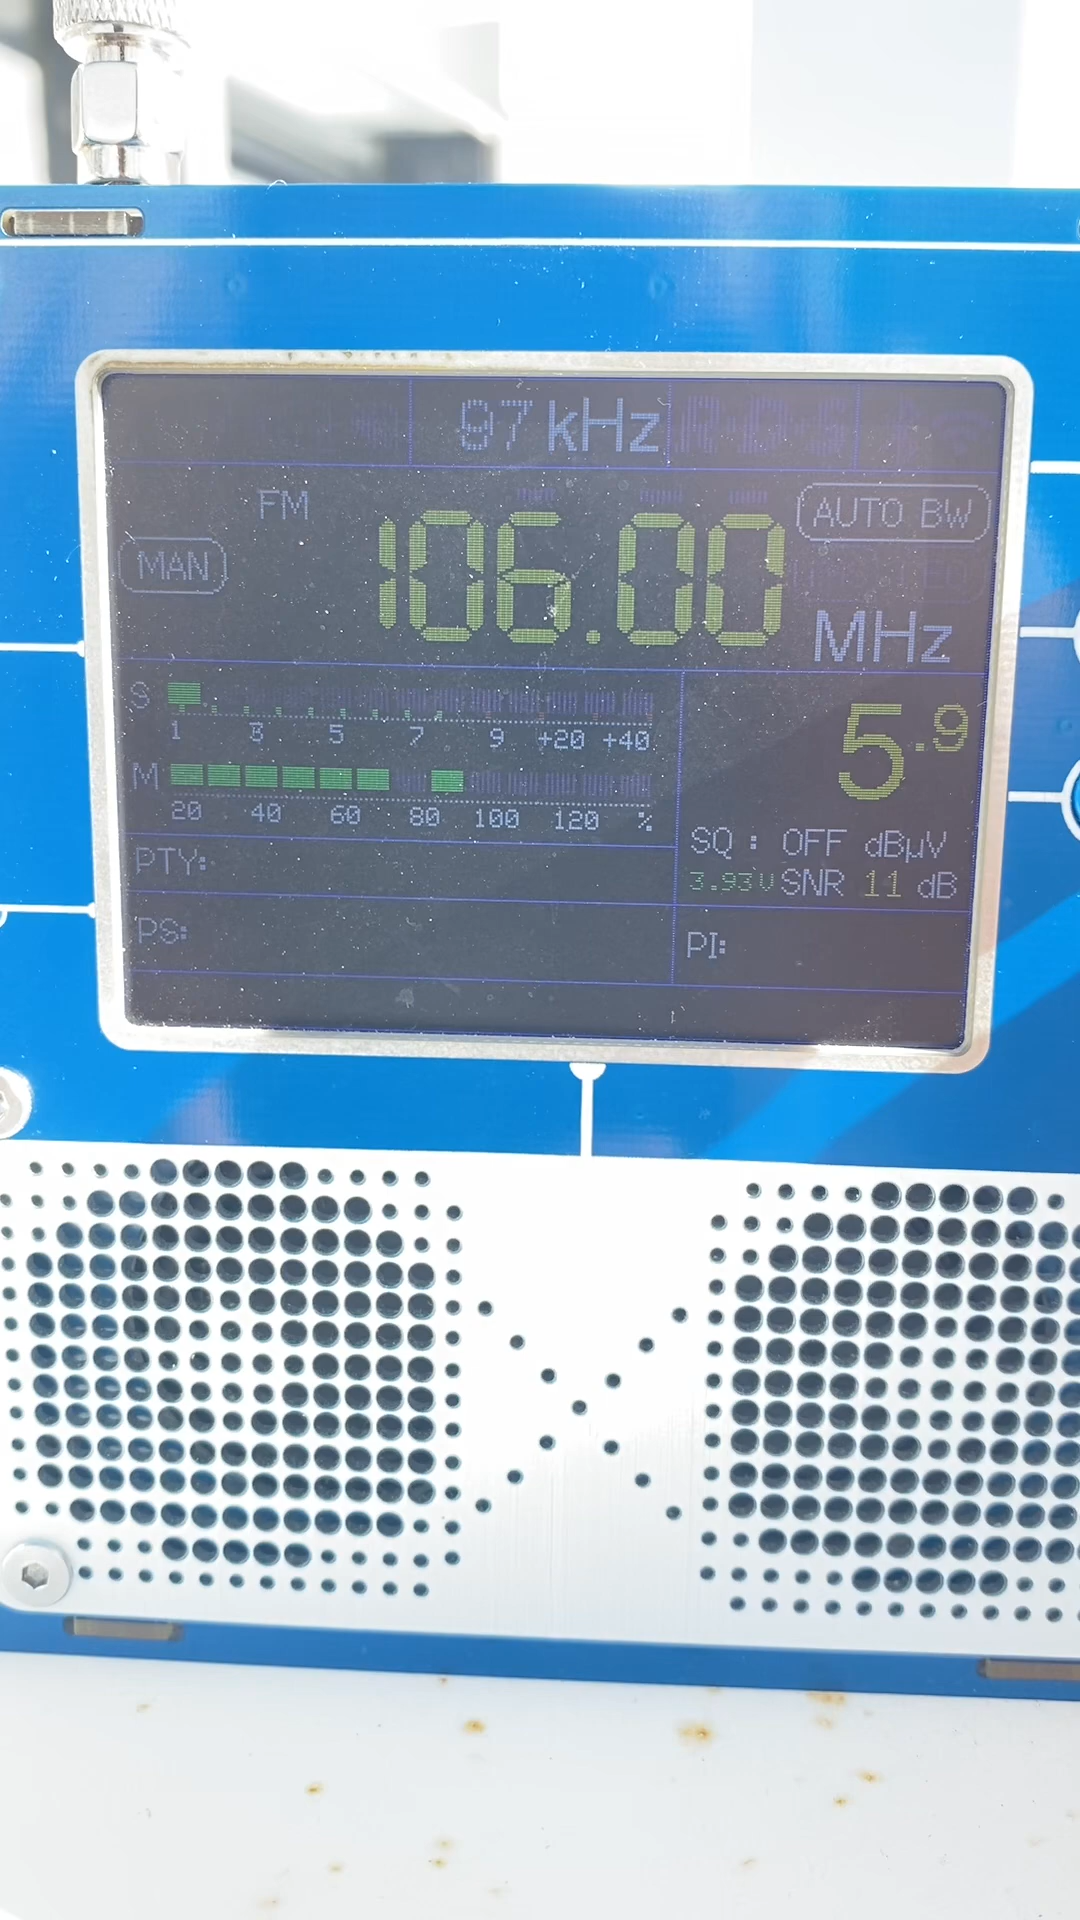 97 kHz
FM
106.00
AUTO BW
MAN
MHz
S
1 3 5 7 9 +20 +40
5.9
M
20 40 60 80 100 120 %
SQ : OFF dBµV
PTY:
3.93V SNR 11 dB
PS:
PI: